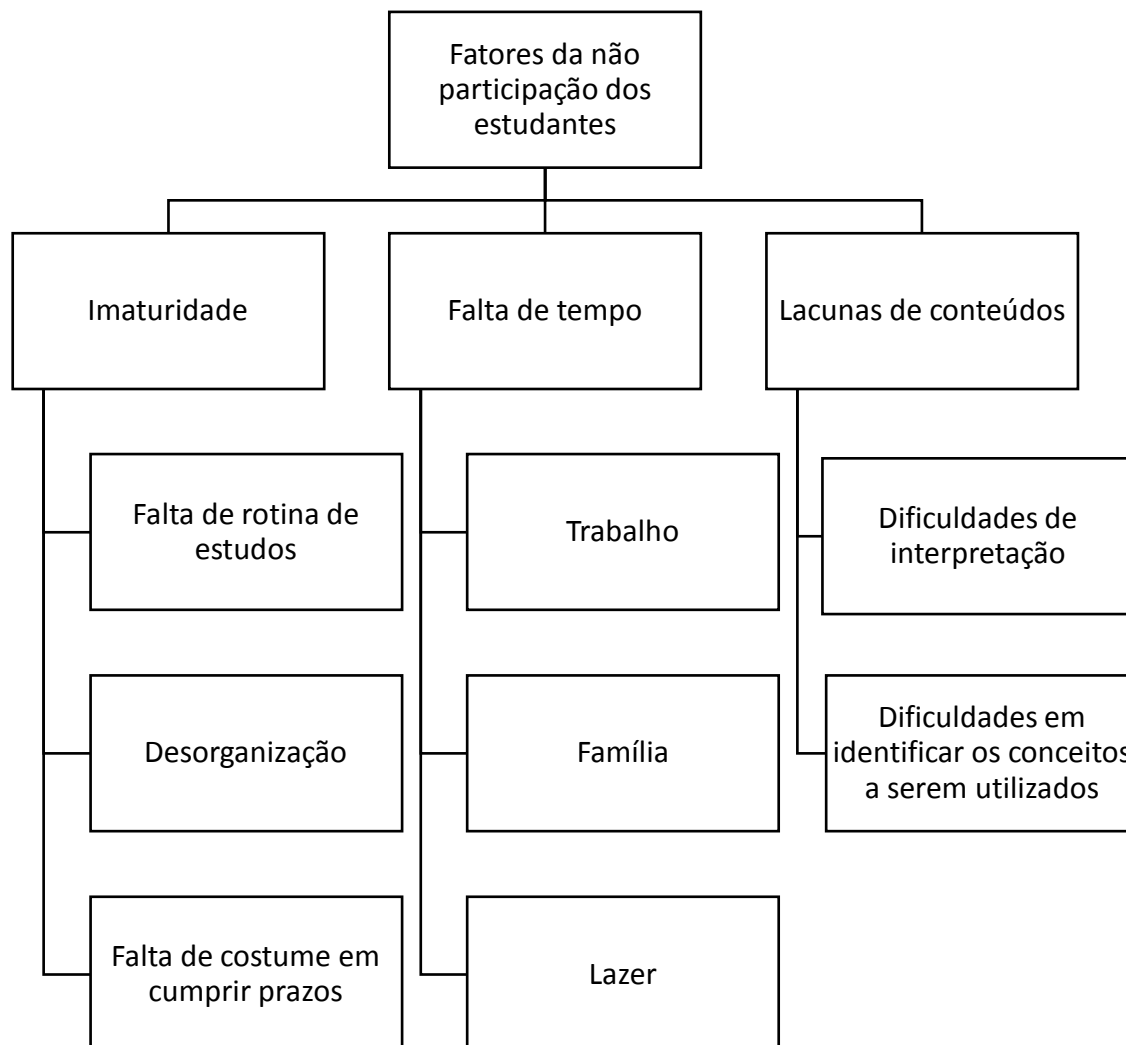 Fatores da não
participação dos
estudantes
Imaturidade
Falta de tempo
Lacunas de conteúdos
Falta de rotina de
estudos
Trabalho
Dificuldades de
interpretação
Desorganização
Família
Dificuldades em
identificar os conceitos
a serem utilizados
Falta de costume em
cumprir prazos
Lazer